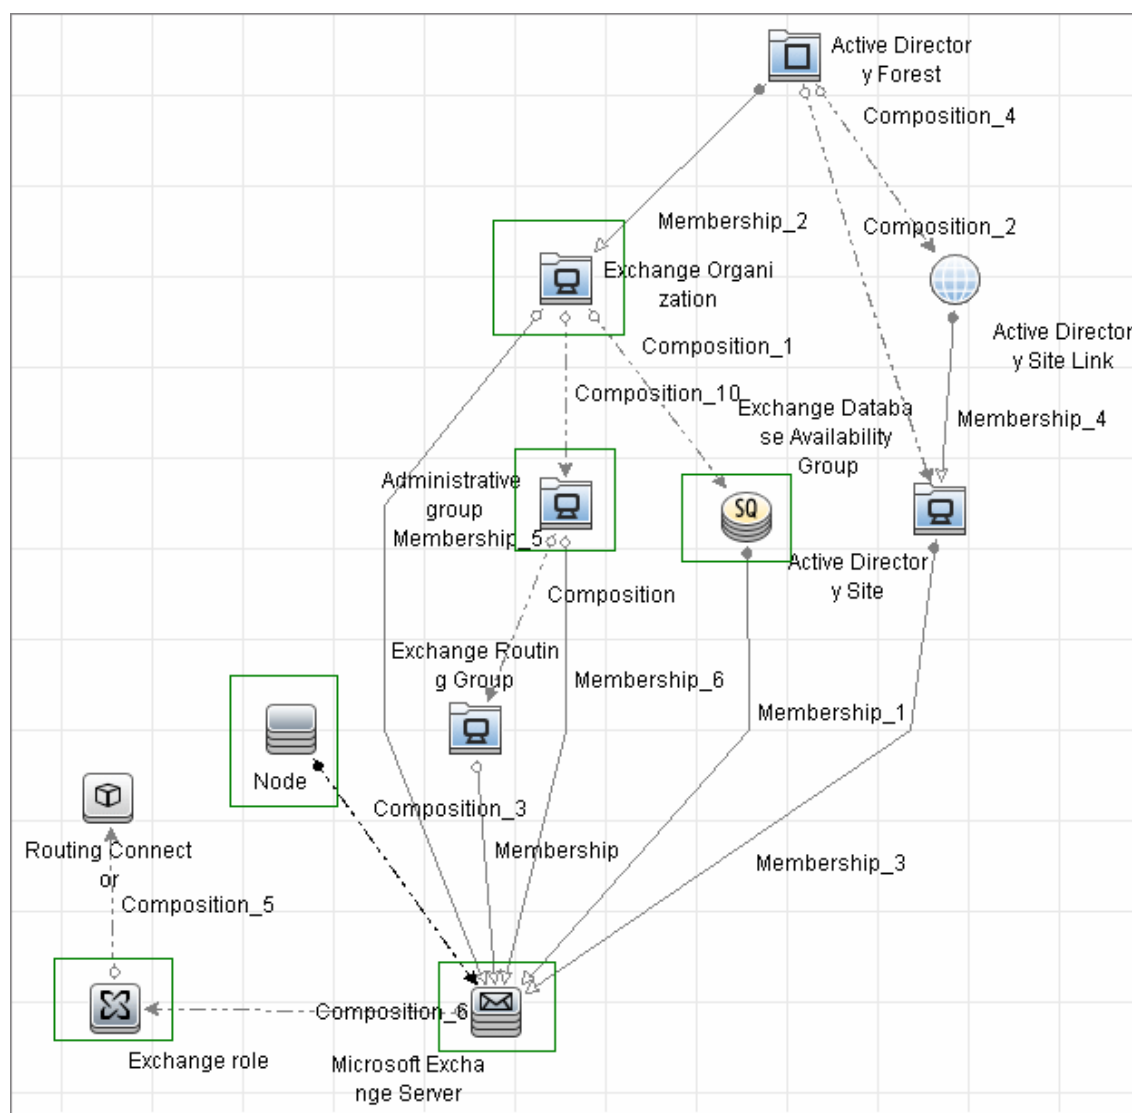 Active Director
y Forest
Composition_4
Membership_2
Composition_2
Exchange Organi
zation
Active Director
y Site Link
Composition_1
Composition_10
Exchange Databa
se Availability
Group
Membership_4
Administrative
group
SQ
Membership_5
Active Director
y Site
Composition
Exchange Routin
g Group
Membership_6
Membership_1
Node
Composition_3
Membership
Routing Connect
or
Membership_3
Composition_5
Composition_6
Exchange role
Microsoft Excha
nge Server